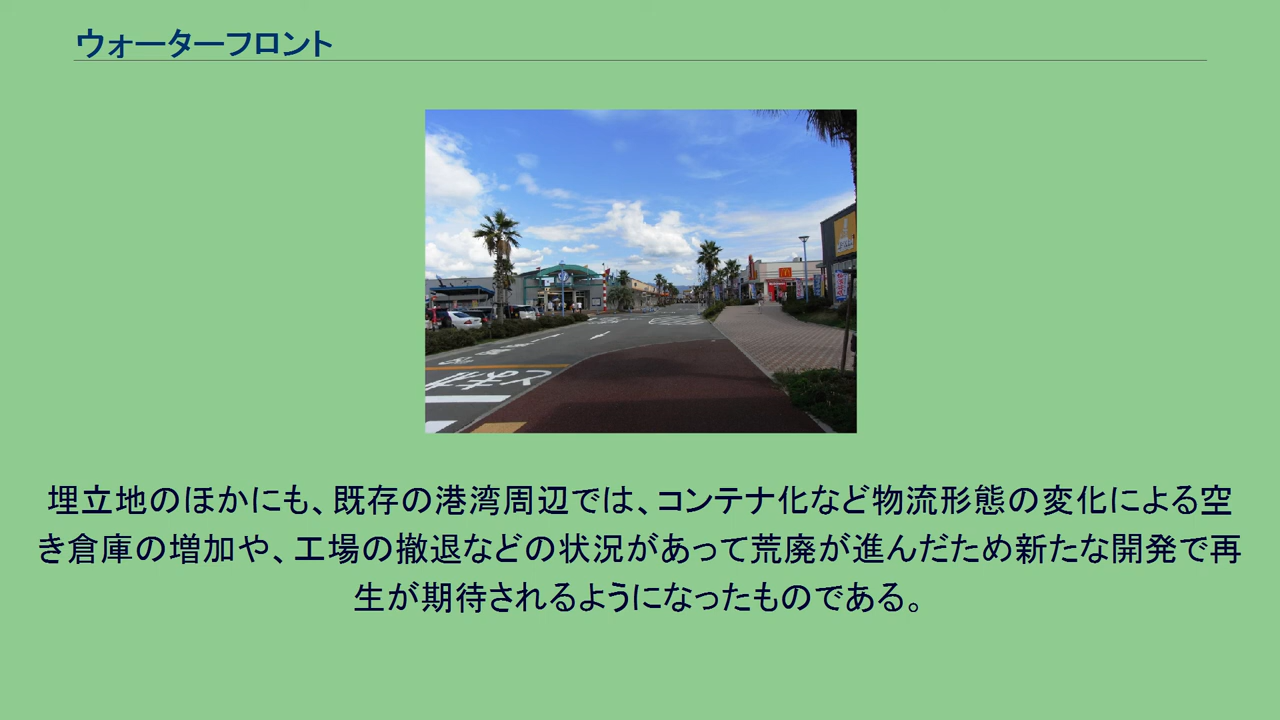 ウォーターフロント
埋立地のほかにも、既存の港湾周辺では、コンテナ化など物流形態の変化による空
き倉庫の増加や、工場の撤退などの状況があって荒廃が進んだため新たな開発で再
生が期待されるようになったものである。